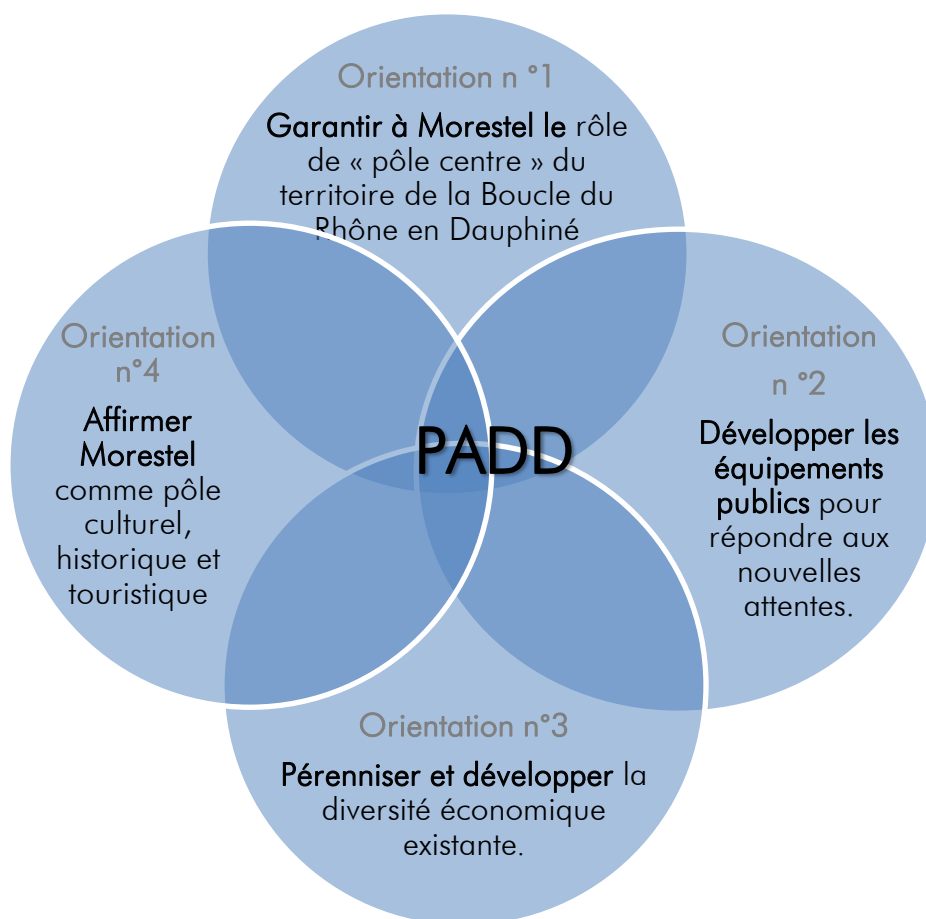 Orientation n °1
Garantir à Morestel le rôle
de « pôle centre » du
territoire de la Boucle du
Rhône en Dauphiné
Orientation
n°4
Affirmer
Morestel
comme pôle
culturel,
historique et
touristique
PADD
Orientation
n °2
Développer les
équipements
publics pour
répondre aux
nouvelles
attentes.
Orientation n°3
Pérenniser et développer la
diversité économique
existante.